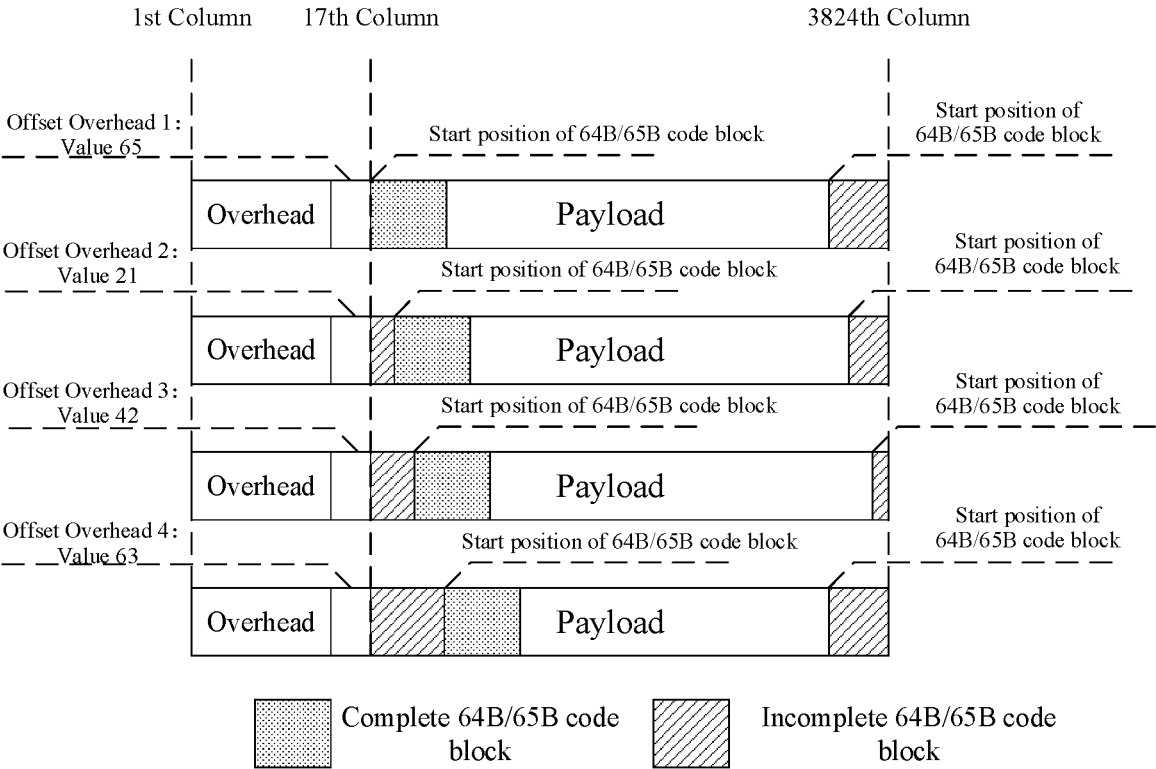 1st Column
17th Column
3824th Column
Offset Overhead 1：
Value 65
Start position of 64B/65B code block
Start position of
64B/65B code block
Overhead
Payload
Offset Overhead 2：
Value 21
Start position of 64B/65B code block
Start position of
64B/65B code block
Overhead
Payload
Offset Overhead 3：
Value 42
Start position of 64B/65B code block
Start position of
64B/65B code block
Overhead
Payload
Offset Overhead 4：
Value 63
Start position of 64B/65B code block
Start position of
64B/65B code block
Overhead
Payload
Complete 64B/65B code
block
Incomplete 64B/65B code
block